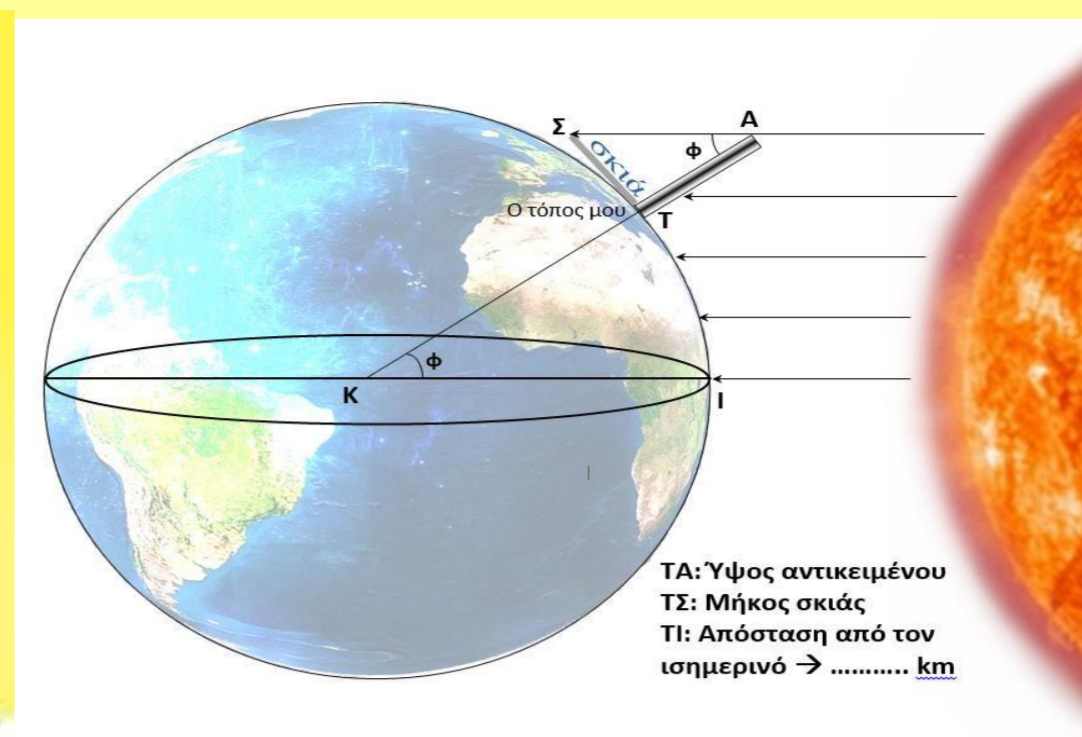 Σ
Α
φ
σκιά
Ο τόπος μου
Τ
φ
Κ
Ι
ΤΑ: Ύψος αντικειμένου
ΤΣ: Μήκος σκιάς
ΤΙ: Απόσταση από τον
ισημερινό → ……….. km